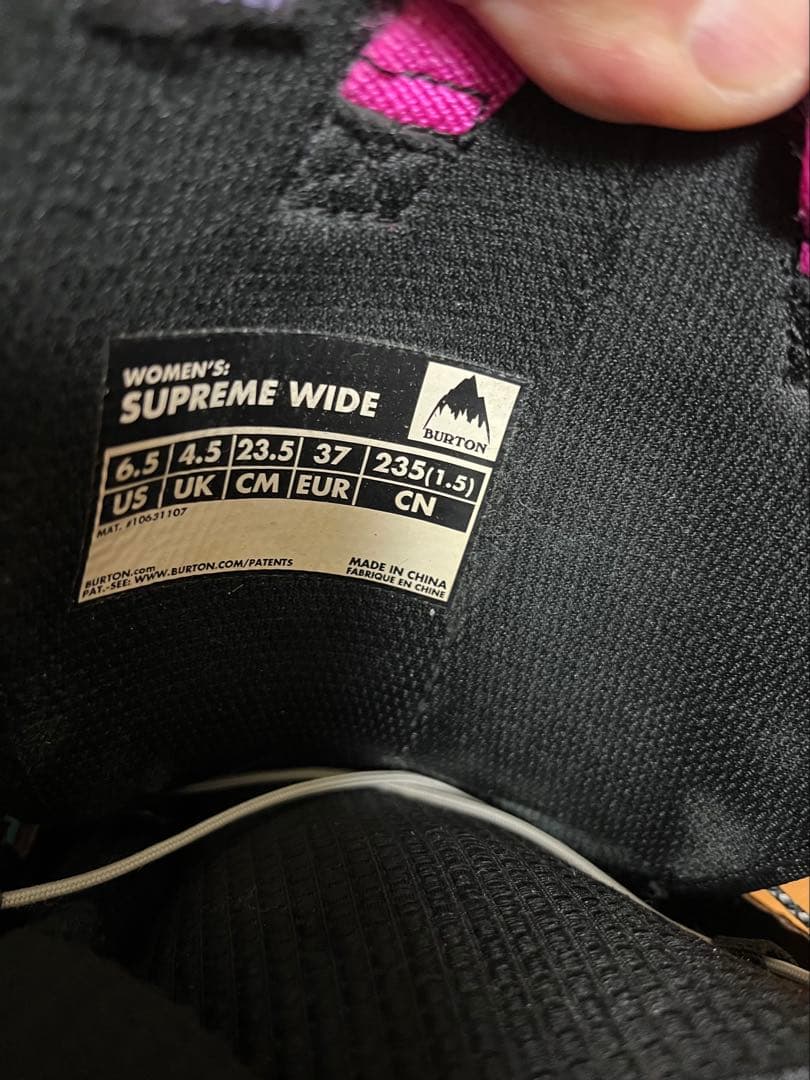 WOMEN'S:
SUPREME WIDE
BURTON
6.5 4.5 23.5 37 235(1.5)
US UK CM EUR CN
MAT. #10631107
BURTON.com
PAT.-SEE: WWW.BURTON.COM/PATENTS
MADE IN CHINA
FABRIQUE EN CHINE